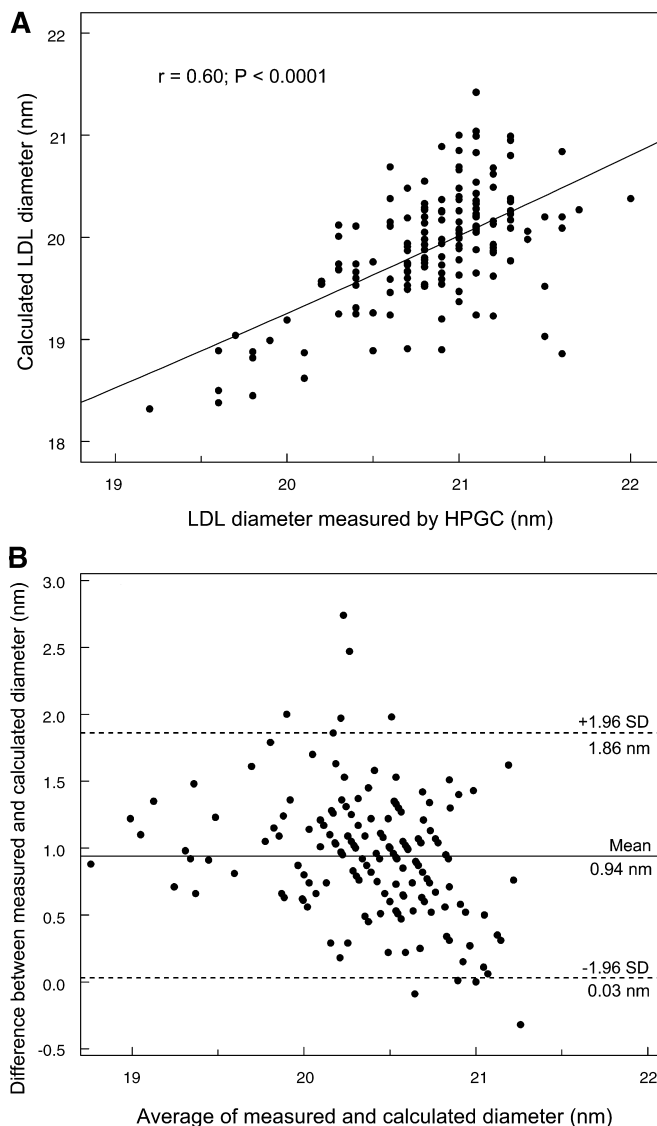 A
22
r = 0.60; P < 0.0001
21
20
19
18
Calculated LDL diameter (nm)
19 20 21 22
LDL diameter measured by HPGC (nm)
B
3.0
2.5
2.0
+1.96 SD
1.86 nm
1.5
1.0
Mean
0.94 nm
0.5
-1.96 SD
0.0
0.03 nm
-0.5
Difference between measured and calculated diameter (nm)
19 20 21 22
Average of measured and calculated diameter (nm)